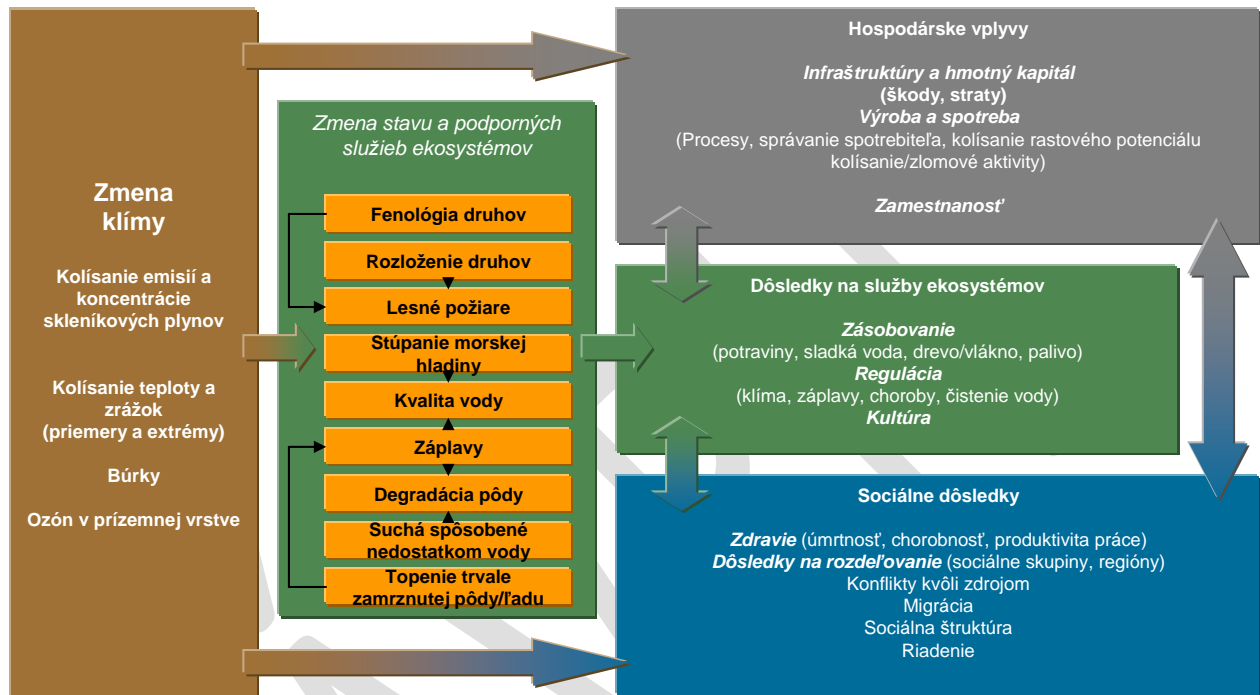 Zmena
klímy
Kolísanie emisií a
koncentrácie
skleníkových plynov
Kolísanie teploty a
zrážok
(priemery a extrémy)
Búrky
Ozón v prízemnej vrstve
Zmena stavu a podporných
služieb ekosystémov
Fenológia druhov
Rozloženie druhov
Lesné požiare
Stúpanie morskej
hladiny
Kvalita vody
Záplavy
Degradácia pôdy
Suchá spôsobené
nedostatkom vody
Topenie trvale
zamrznutej pôdy/ľadu
Hospodárske vplyvy
Infraštruktúry a hmotný kapitál
(škody, straty)
Výroba a spotreba
(Procesy, správanie spotrebiteľa, kolísanie rastového potenciálu
kolísanie/zlomové aktivity)
Zamestnanosť
Dôsledky na služby ekosystémov
Zásobovanie
(potraviny, sladká voda, drevo/vlákno, palivo)
Regulácia
(klíma, záplavy, choroby, čistenie vody)
Kultúra
Sociálne dôsledky
Zdravie (úmrtnosť, chorobnosť, produktivita práce)
Dôsledky na rozdeľovanie (sociálne skupiny, regióny)
Konflikty kvôli zdrojom
Migrácia
Sociálna štruktúra
Riadenie